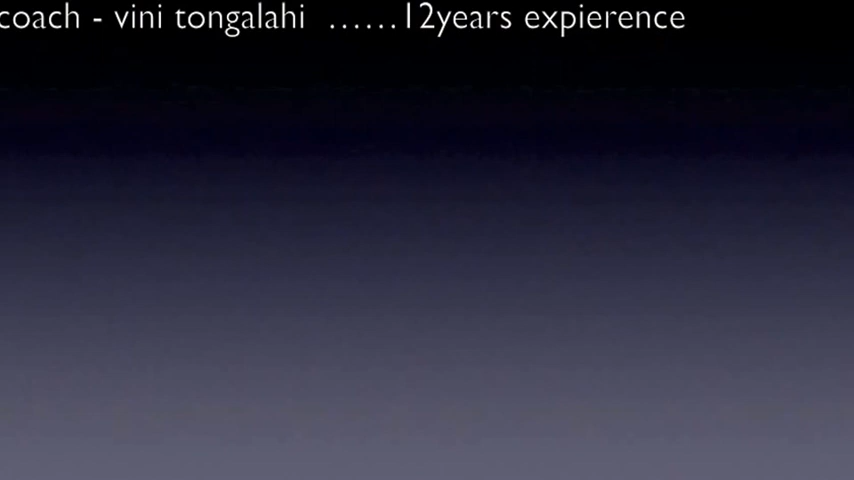 coach - vini tongalahi ......12years expierence